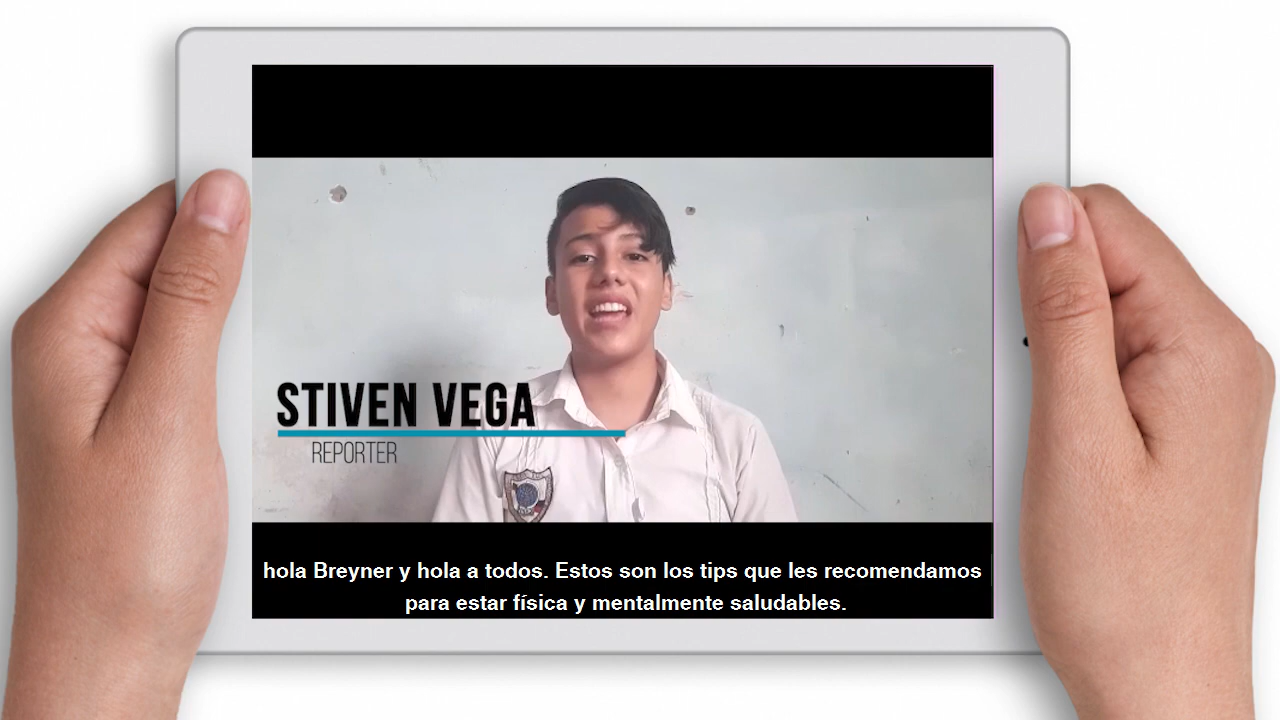 STIVEN VEGA
REPORTER
hola Breyner y hola a todos. Estos son los tips que les recomendamos
para estar física y mentalmente saludables.